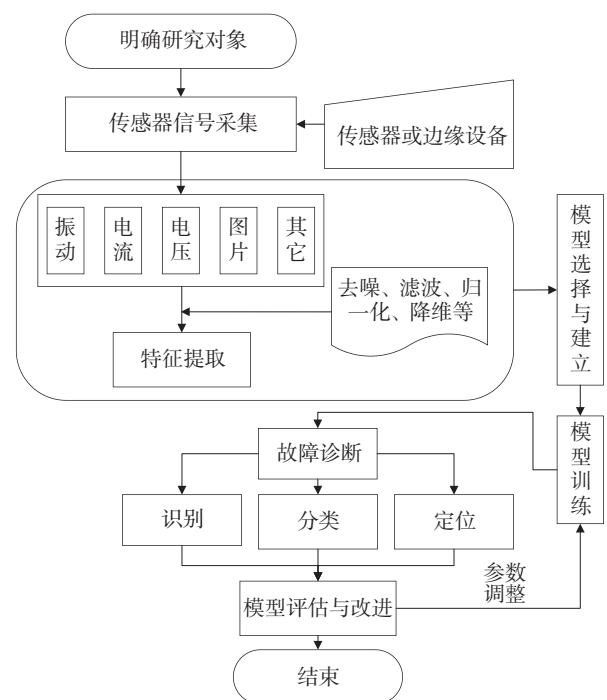 明确研究对象
传感器信号采集
传感器或边缘设备
振动
电流
电压
图片
其它
去噪、滤波、归
一化、降维等
特征提取
模型选择与建立
模型训练
故障诊断
识别
分类
定位
参数
调整
模型评估与改进
结束